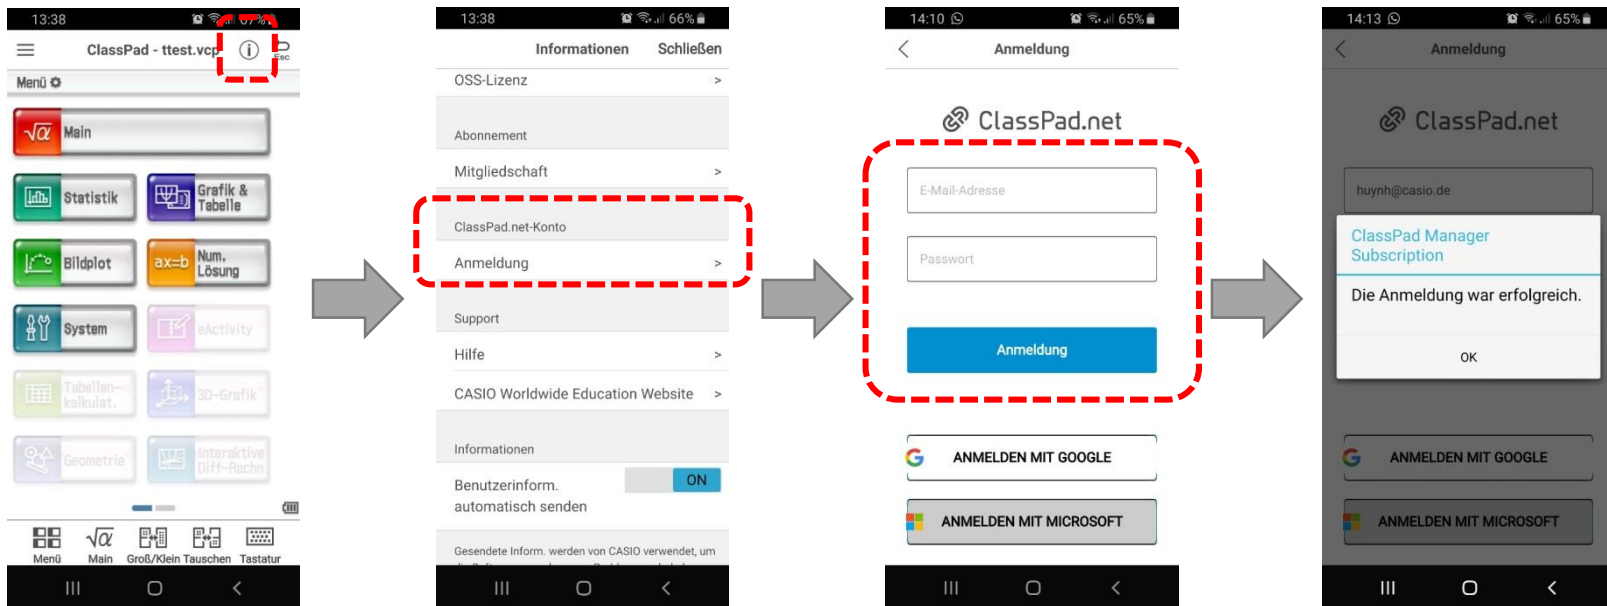 13:38
67%
ClassPad - ttest.vcp
Esc
Menü
√α Main
Statistik
Grafik &
Tabelle
Bildplot
ax=b
Num.
Lösung
System
eActivity
Tabellen-
kalkulat.
3D-Grafik
Geometrie
Interaktive
Diff-Rechn
√α
Menü
Main
Groß/Klein
Tauschen
Tastatur
13:38
66%
Informationen
Schließen
OSS-Lizenz >
Abonnement
Mitgliedschaft >
ClassPad.net-Konto
Anmeldung >
Support
Hilfe >
CASIO Worldwide Education Website >
Informationen
Benutzerinform.
automatisch senden
ON
Gesendete Inform. werden von CASIO verwendet, um
14:10
65%
Anmeldung
ClassPad.net
E-Mail-Adresse
Passwort
Anmeldung
ANMELDEN MIT GOOGLE
ANMELDEN MIT MICROSOFT
14:13
65%
Anmeldung
ClassPad.net
huynh@casio.de
ClassPad Manager
Subscription
Die Anmeldung war erfolgreich.
OK
ANMELDEN MIT GOOGLE
ANMELDEN MIT MICROSOFT